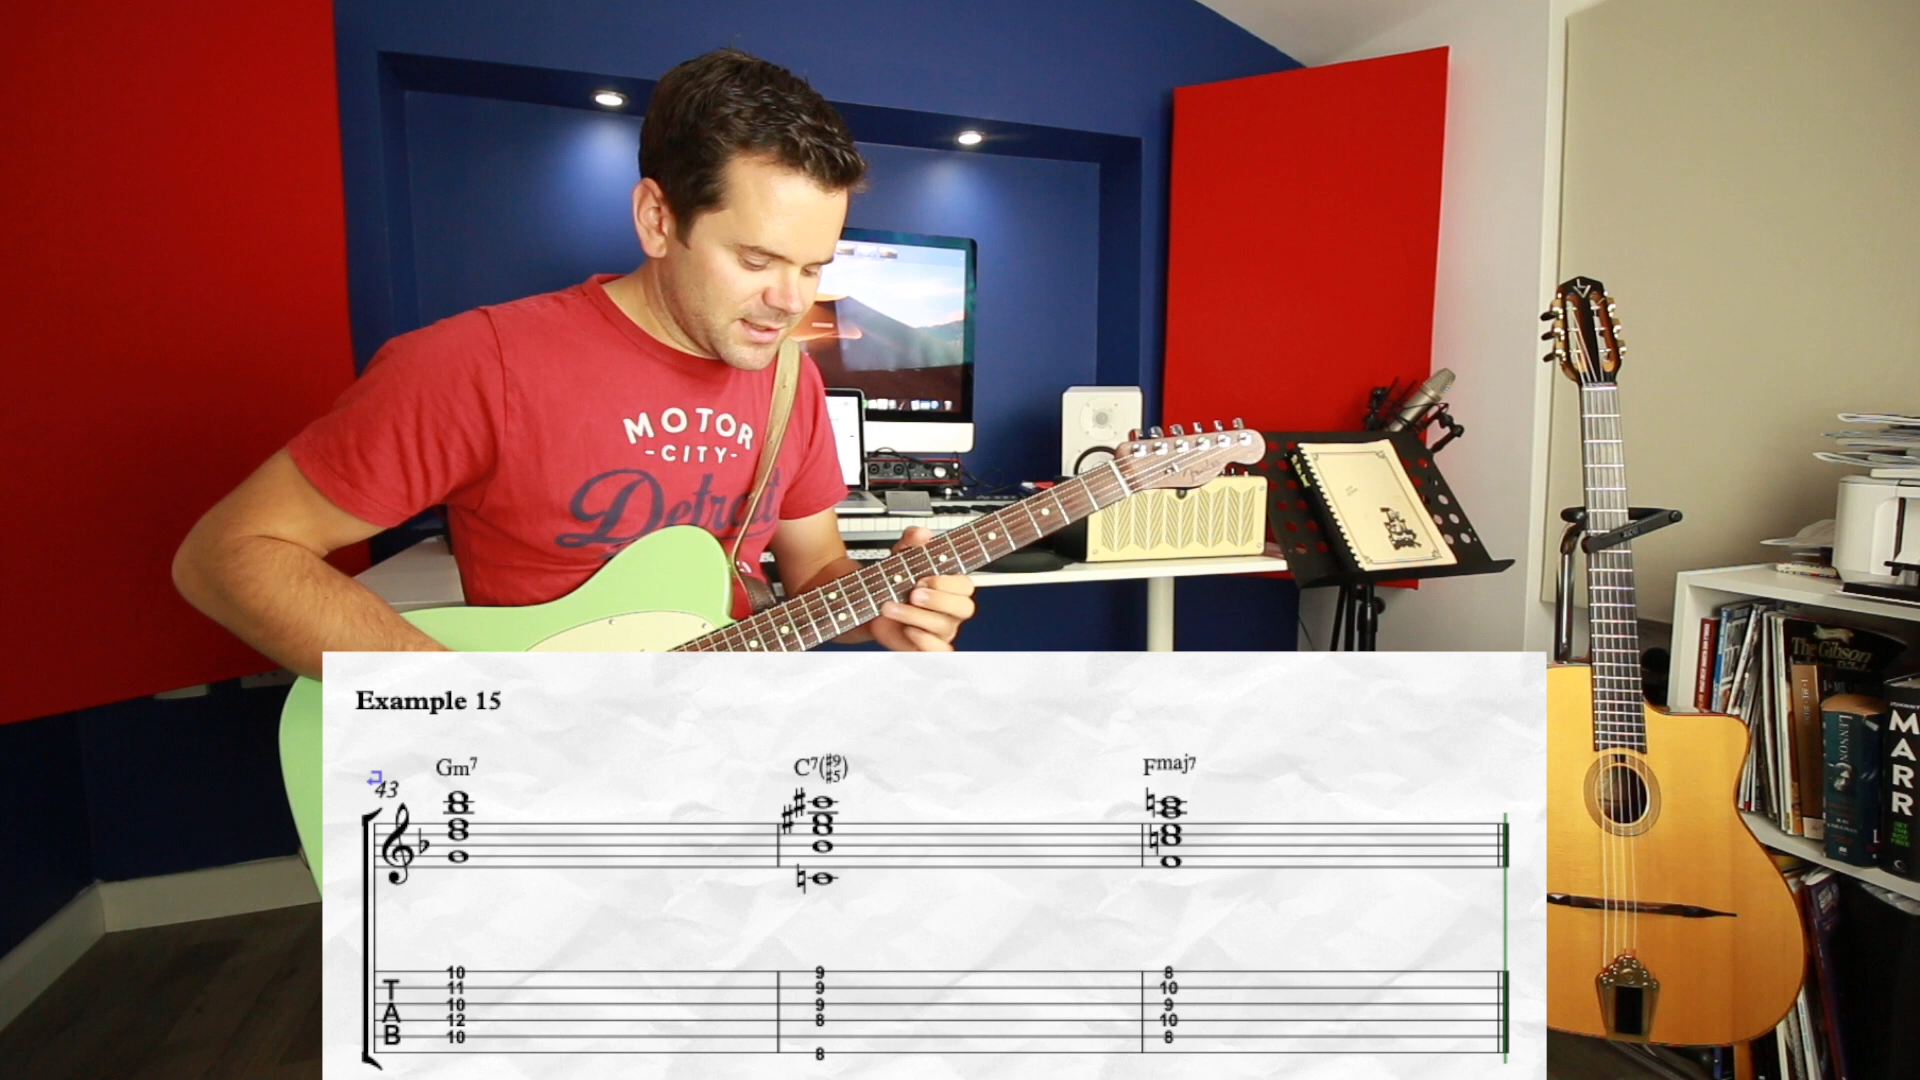 MOTOR
-CITY-
Detroit
Fender
The Gibson
LENNON
MARR
Example 15
Gm7 C7(♯9 ♯5) Fmaj7
43
10 9 8
T 11 9 10
A 10 9 9
12 8 10
B 10 8
8